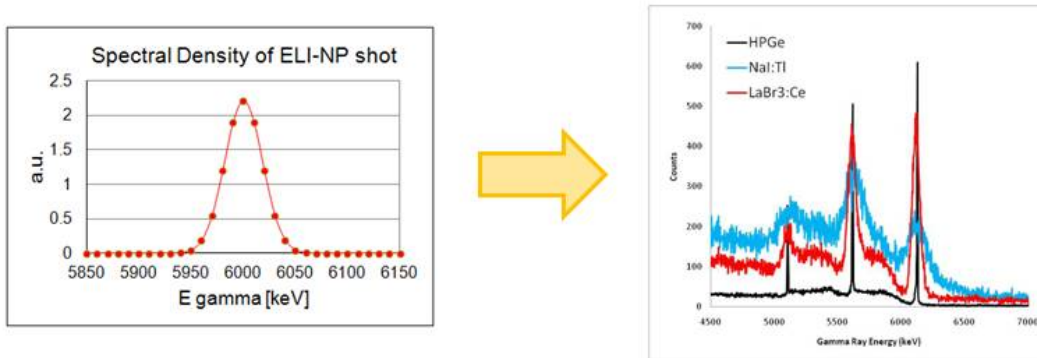 Spectral Density of ELI-NP shot
a.u.
2.5
2
1.5
1
0.5
0
5850 5900 5950 6000 6050 6100 6150
E gamma [keV]
700
600
500
400
300
200
100
0
HPGe
NaI:Tl
LaBr3:Ce
Counts
4500 5000 5500 6000 6500 7000
Gamma Ray Energy (keV)